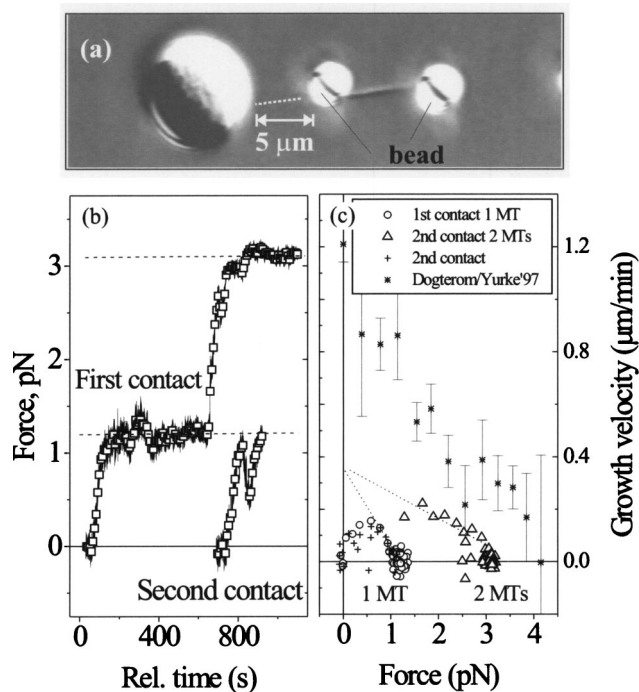 (a)
5 μm
bead
(b)
3
2
1
0
Force, pN
First contact
Second contact
0
400
800
Rel. time (s)
(c)
1st contact 1 MT
2nd contact 2 MTs
2nd contact
Dogterom/Yurke'97
1.2
0.8
0.4
0.0
Growth velocity (μm/min)
1 MT
2 MTs
0
1
2
3
4
Force (pN)